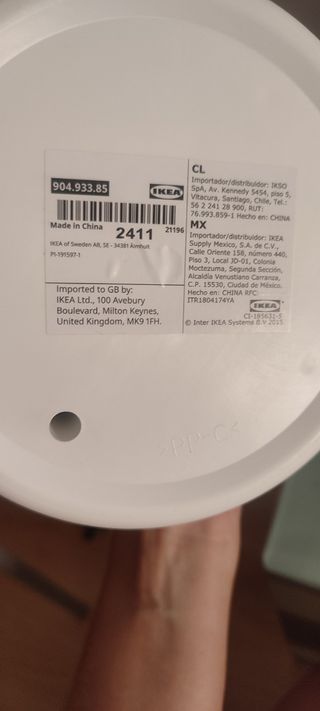 904.933.85
IKEA
Made in China
2411
21196
IKEA of Sweden AB, SE - 34381 Älmhult
PI-191597-1
Imported to GB by:
IKEA Ltd., 100 Avebury
Boulevard, Milton Keynes,
United Kingdom, MK9 1FH.
CL
Importador/distribuidor: IKSO
SpA, Av. Kennedy 5454, piso 5,
Vitacura, Santiago, Chile, Tel.:
56 2 241 28 900, RUT:
76.993.859-1 Hecho en: CHINA
MX
Importador/distribuidor: IKEA
Supply Mexico, S.A. de C.V.,
Calle Oriente 158, número 440,
Piso 3, Local JD-01, Colonia
Moctezuma, Segunda Sección,
Alcaldía Venustiano Carranza,
C.P. 15530, Ciudad de México.
Hecho en: CHINA RFC:
ITR1804174YA
IKEA
CI-195631-5
© Inter IKEA Systems B.V. 2015
>PP-C<